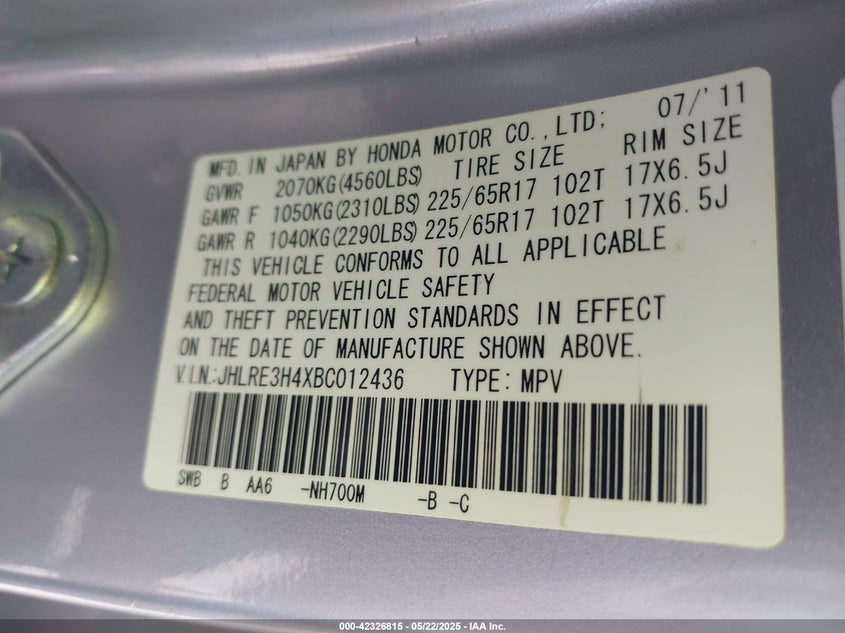 MFD. IN JAPAN BY HONDA MOTOR CO.,LTD; 07/'11
GVWR 2070KG(4560LBS) TIRE SIZE RIM SIZE
GAWR F 1050KG(2310LBS) 225/65R17 102T 17X6.5J
GAWR R 1040KG(2290LBS) 225/65R17 102T 17X6.5J
THIS VEHICLE CONFORMS TO ALL APPLICABLE
FEDERAL MOTOR VEHICLE SAFETY
AND THEFT PREVENTION STANDARDS IN EFFECT
ON THE DATE OF MANUFACTURE SHOWN ABOVE.
V.I.N.:JHLRE3H4XBC012436 TYPE: MPV
SWB B AA6 -NH700M -B -C
000-42326815 - 05/22/2025 - IAA Inc.